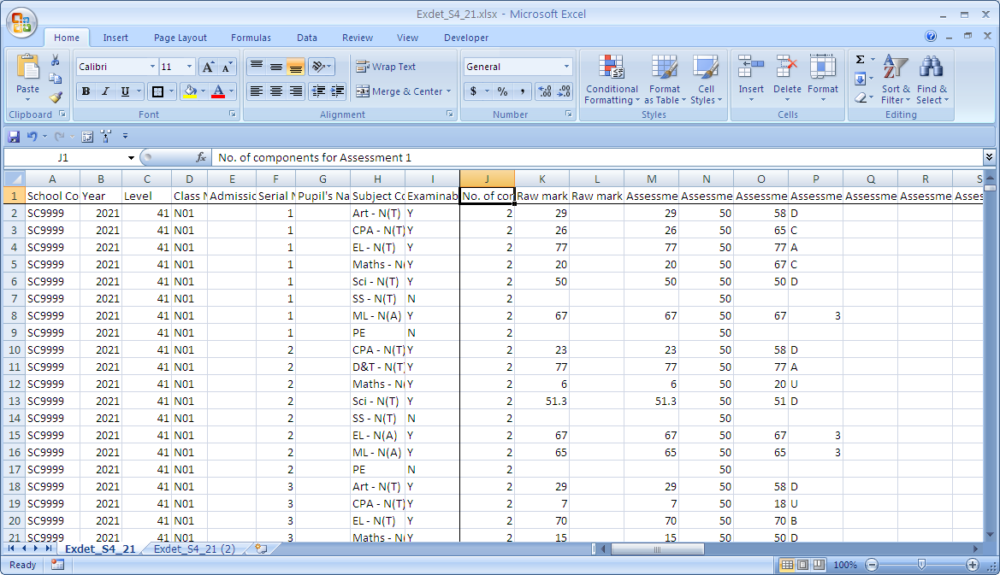 Exdet_S4_21.xlsx - Microsoft Excel
Home Insert Page Layout Formulas Data Review View Developer
Calibri 11 Wrap Text General
Paste B I U Merge & Center $ % , Conditional Formatting Format as Table Cell Styles Insert Delete Format Σ Sort & Filter Find & Select
Clipboard Font Alignment Number Styles Cells Editing
J1 fx No. of components for Assessment 1
A B C D E F G H I J K L M N O P Q R S
1 School Co Year Level Class N Admissio Serial N Pupil's Na Subject Co Examinab No. of con Raw mark Raw mark Assessme Assessme Assessme Assessme Assessme Assessme Asses
2 SC9999 2021 41 N01 1 Art - N(T) Y 2 29 29 50 58 D
3 SC9999 2021 41 N01 1 CPA - N(T) Y 2 26 26 50 65 C
4 SC9999 2021 41 N01 1 EL - N(T) Y 2 77 77 50 77 A
5 SC9999 2021 41 N01 1 Maths - N( Y 2 20 20 50 67 C
6 SC9999 2021 41 N01 1 Sci - N(T) Y 2 50 50 50 50 D
7 SC9999 2021 41 N01 1 SS - N(T) N 2 50
8 SC9999 2021 41 N01 1 ML - N(A) Y 2 67 67 50 67 3
9 SC9999 2021 41 N01 1 PE N 2 50
10 SC9999 2021 41 N01 2 CPA - N(T) Y 2 23 23 50 58 D
11 SC9999 2021 41 N01 2 D&T - N(T) Y 2 77 77 50 77 A
12 SC9999 2021 41 N01 2 Maths - N( Y 2 6 6 50 20 U
13 SC9999 2021 41 N01 2 Sci - N(T) Y 2 51.3 51.3 50 51 D
14 SC9999 2021 41 N01 2 SS - N(T) N 2 50
15 SC9999 2021 41 N01 2 EL - N(A) Y 2 67 67 50 67 3
16 SC9999 2021 41 N01 2 ML - N(A) Y 2 65 65 50 65 3
17 SC9999 2021 41 N01 2 PE N 2 50
18 SC9999 2021 41 N01 3 Art - N(T) Y 2 29 29 50 58 D
19 SC9999 2021 41 N01 3 CPA - N(T) Y 2 7 7 50 18 U
20 SC9999 2021 41 N01 3 EL - N(T) Y 2 70 70 50 70 B
21 SC9999 2021 41 N01 3 Maths - N( Y 2 15 15 50 50 D
Exdet_S4_21 Exdet_S4_21 (2)
Ready 100%